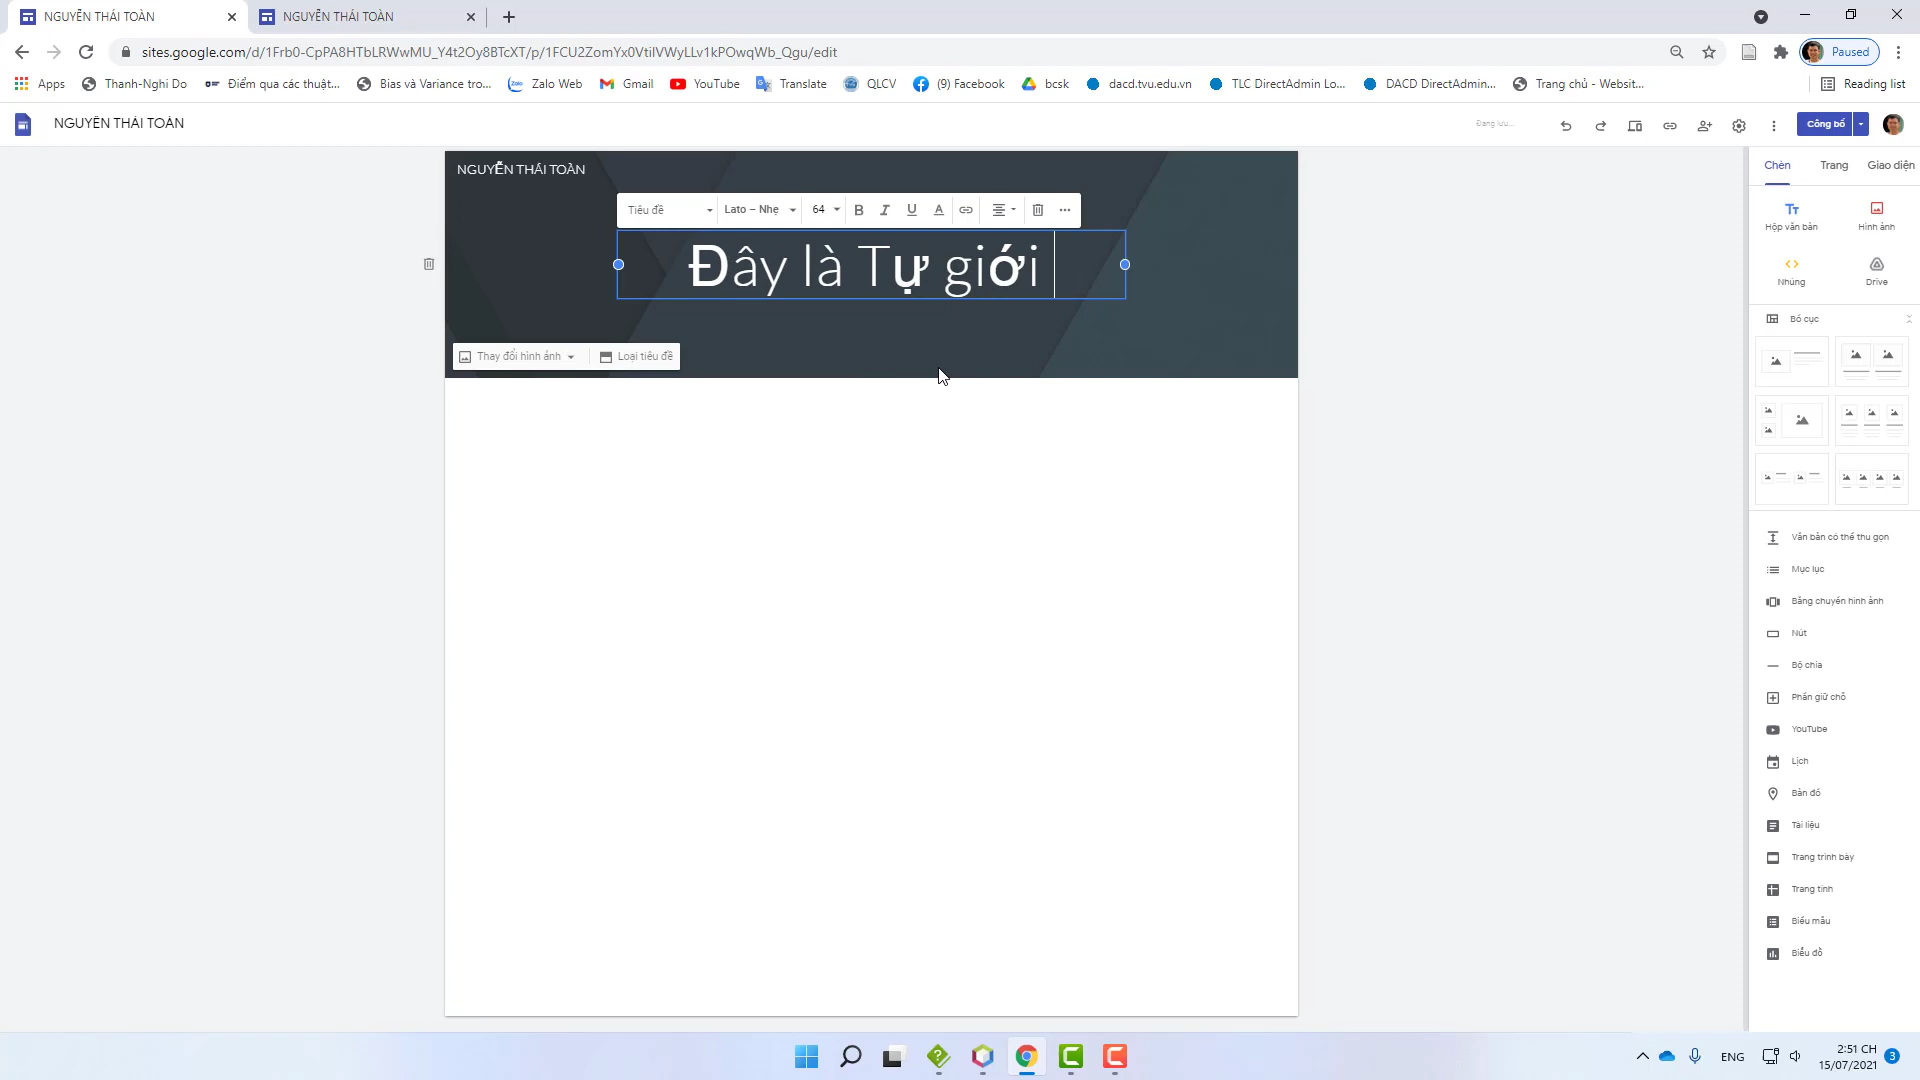 NGUYỄN THÁI TOÀN
NGUYỄN THÁI TOÀN
sites.google.com/d/1Frb0-CpPA8HTbLRWwMU_Y4t2Oy8BTcXT/p/1FCU2ZomYx0VtilVWyLLv1kPOwqWb_Qgu/edit
Paused
Apps
Thanh-Nghi Do
Điểm qua các thuật...
Bias và Variance tro...
Zalo Web
Gmail
YouTube
Translate
QLCV
(9) Facebook
bcsk
dacd.tvu.edu.vn
TLC DirectAdmin Lo...
DACD DirectAdmin...
Trang chủ - Websit...
Reading list
NGUYỄN THÁI TOÀN
Đang lưu...
Công bố
NGUYỄN THÁI TOÀN
Tiêu đề
Lato – Nhẹ
64
Đây là Tự giới
Thay đổi hình ảnh
Loại tiêu đề
Chèn
Trang
Giao diện
Hộp văn bản
Hình ảnh
Nhúng
Drive
Bố cục
Văn bản có thể thu gọn
Mục lục
Băng chuyền hình ảnh
Nút
Bộ chia
Phần giữ chỗ
YouTube
Lịch
Bản đồ
Tài liệu
Trang trình bày
Trang tính
Biểu mẫu
Biểu đồ
Zalo
ENG
2:51 CH
15/07/2021
3